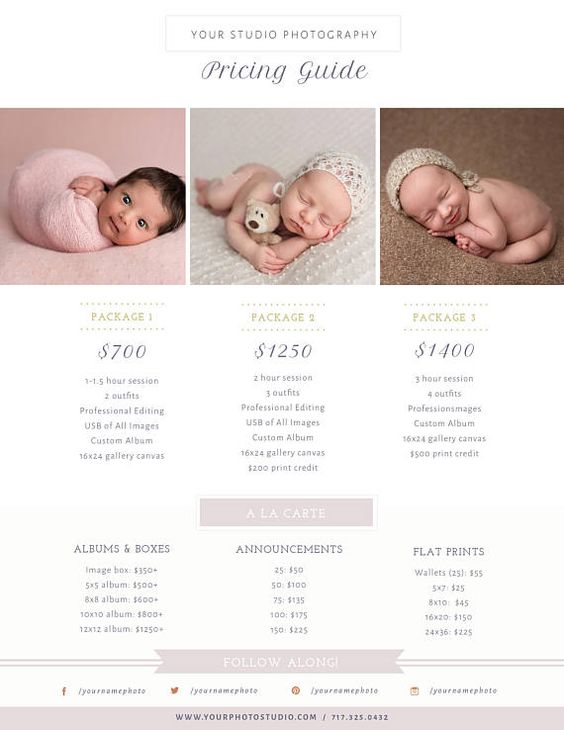 YOUR STUDIO PHOTOGRAPHY
Pricing Guide
PACKAGE 1
$700
1-1.5 hour session
2 outfits
Professional Editing
USB of All Images
Custom Album
16x24 gallery canvas
PACKAGE 2
$1250
2 hour session
3 outfits
Professional Editing
USB of All Images
Custom Album
16x24 gallery canvas
$200 print credit
PACKAGE 3
$1400
3 hour session
4 outfits
Professionsmages
Custom Album
16x24 gallery canvas
$500 print credit
A LA CARTE
ALBUMS & BOXES
Image box: $350+
5x5 album: $500+
8x8 album: $600+
10x10 album: $800+
12x12 album: $1250+
ANNOUNCEMENTS
25: $50
50: $100
75: $135
100: $175
150: $225
FLAT PRINTS
Wallets (25): $55
5x7: $25
8x10: $45
16x20: $150
24x36: $225
FOLLOW ALONG!
/yournamephoto
/yournamephoto
/yournamephoto
/yournamephoto
WWW.YOURPHOTOSTUDIO.COM / 717.325.0432